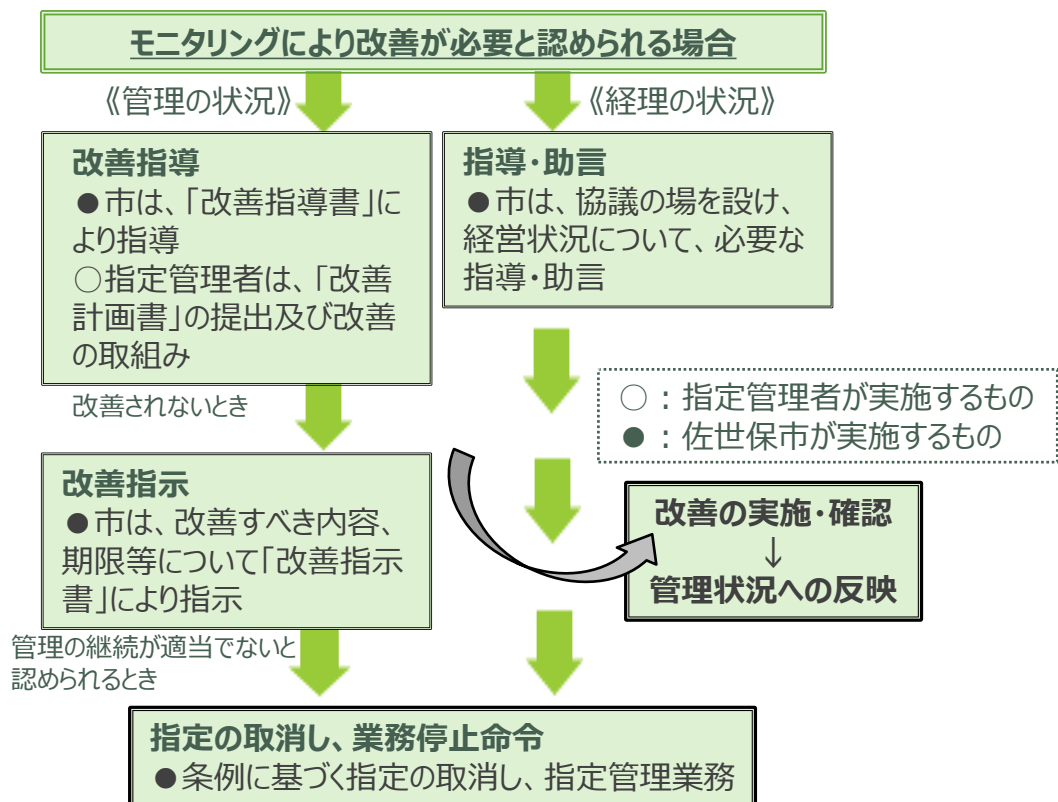 モニタリングにより改善が必要と認められる場合
《管理の状況》
《経理の状況》
改善指導
●市は、「改善指導書」に
より指導
○指定管理者は、「改善
計画書」の提出及び改善
の取組み
指導・助言
●市は、協議の場を設け、
経営状況について、必要な
指導・助言
改善されないとき
○：指定管理者が実施するもの
●：佐世保市が実施するもの
改善指示
●市は、改善すべき内容、
期限等について「改善指示
書」により指示
改善の実施・確認
↓
管理状況への反映
管理の継続が適当でないと
認められるとき
指定の取消し、業務停止命令
●条例に基づく指定の取消し、指定管理業務